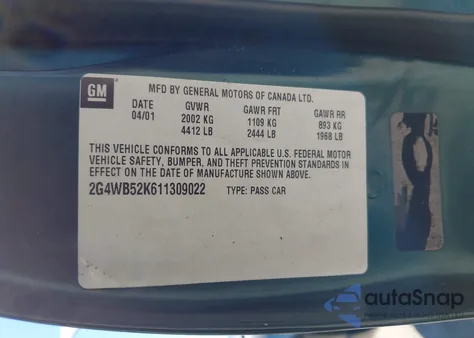 GM
MFD BY GENERAL MOTORS OF CANADA LTD.
DATE GVWR GAWR FRT GAWR RR
04/01 2002 KG 1109 KG 893 KG
4412 LB 2444 LB 1968 LB
THIS VEHICLE CONFORMS TO ALL APPLICABLE U.S. FEDERAL MOTOR
VEHICLE SAFETY, BUMPER, AND THEFT PREVENTION STANDARDS IN
EFFECT ON THE DATE OF MANUFACTURE SHOWN ABOVE.
2G4WB52K611309022 TYPE: PASS CAR
autoSnap